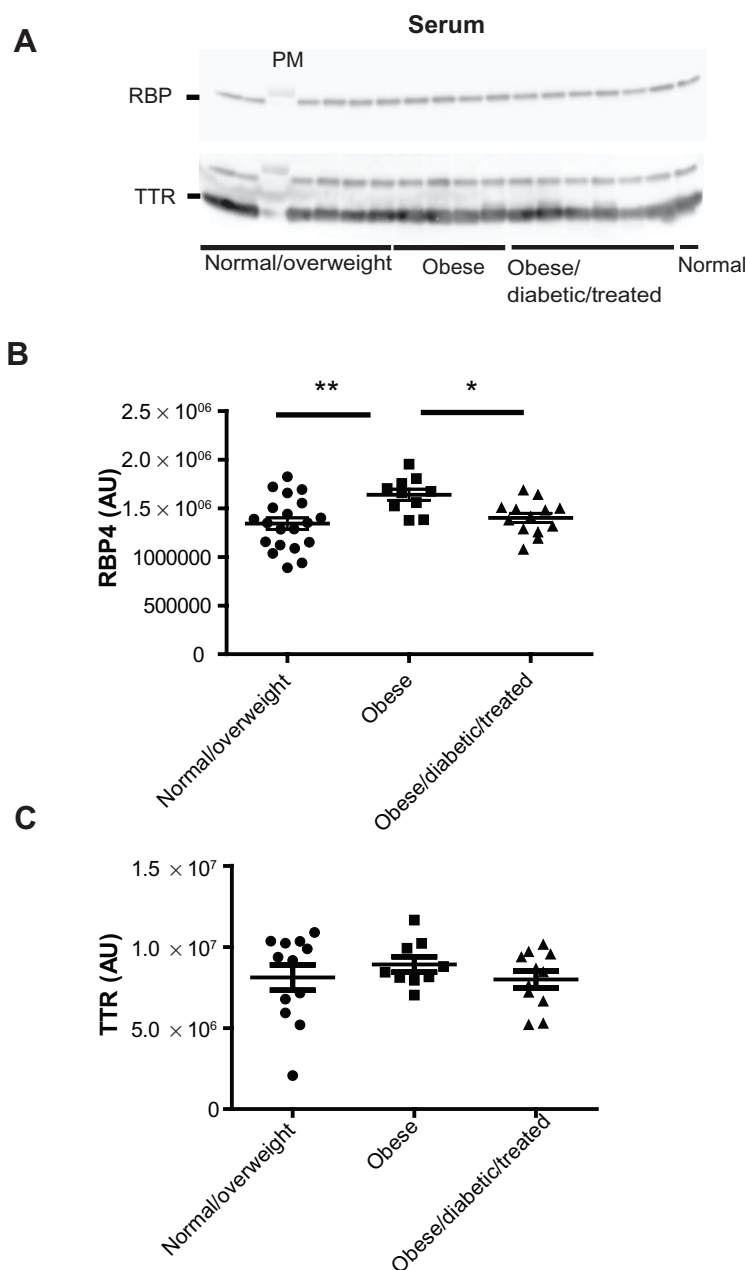 A
Serum
PM
RBP
TTR
Normal/overweight
Obese
Obese/
diabetic/treated
Normal
B
**
*
2.5 × 10⁰⁶
2.0 × 10⁰⁶
1.5 × 10⁰⁶
1000000
500000
0
RBP4 (AU)
Normal/overweight
Obese
Obese/diabetic/treated
C
1.5 × 10⁷
1.0 × 10⁷
5.0 × 10⁶
0
TTR (AU)
Normal/overweight
Obese
Obese/diabetic/treated